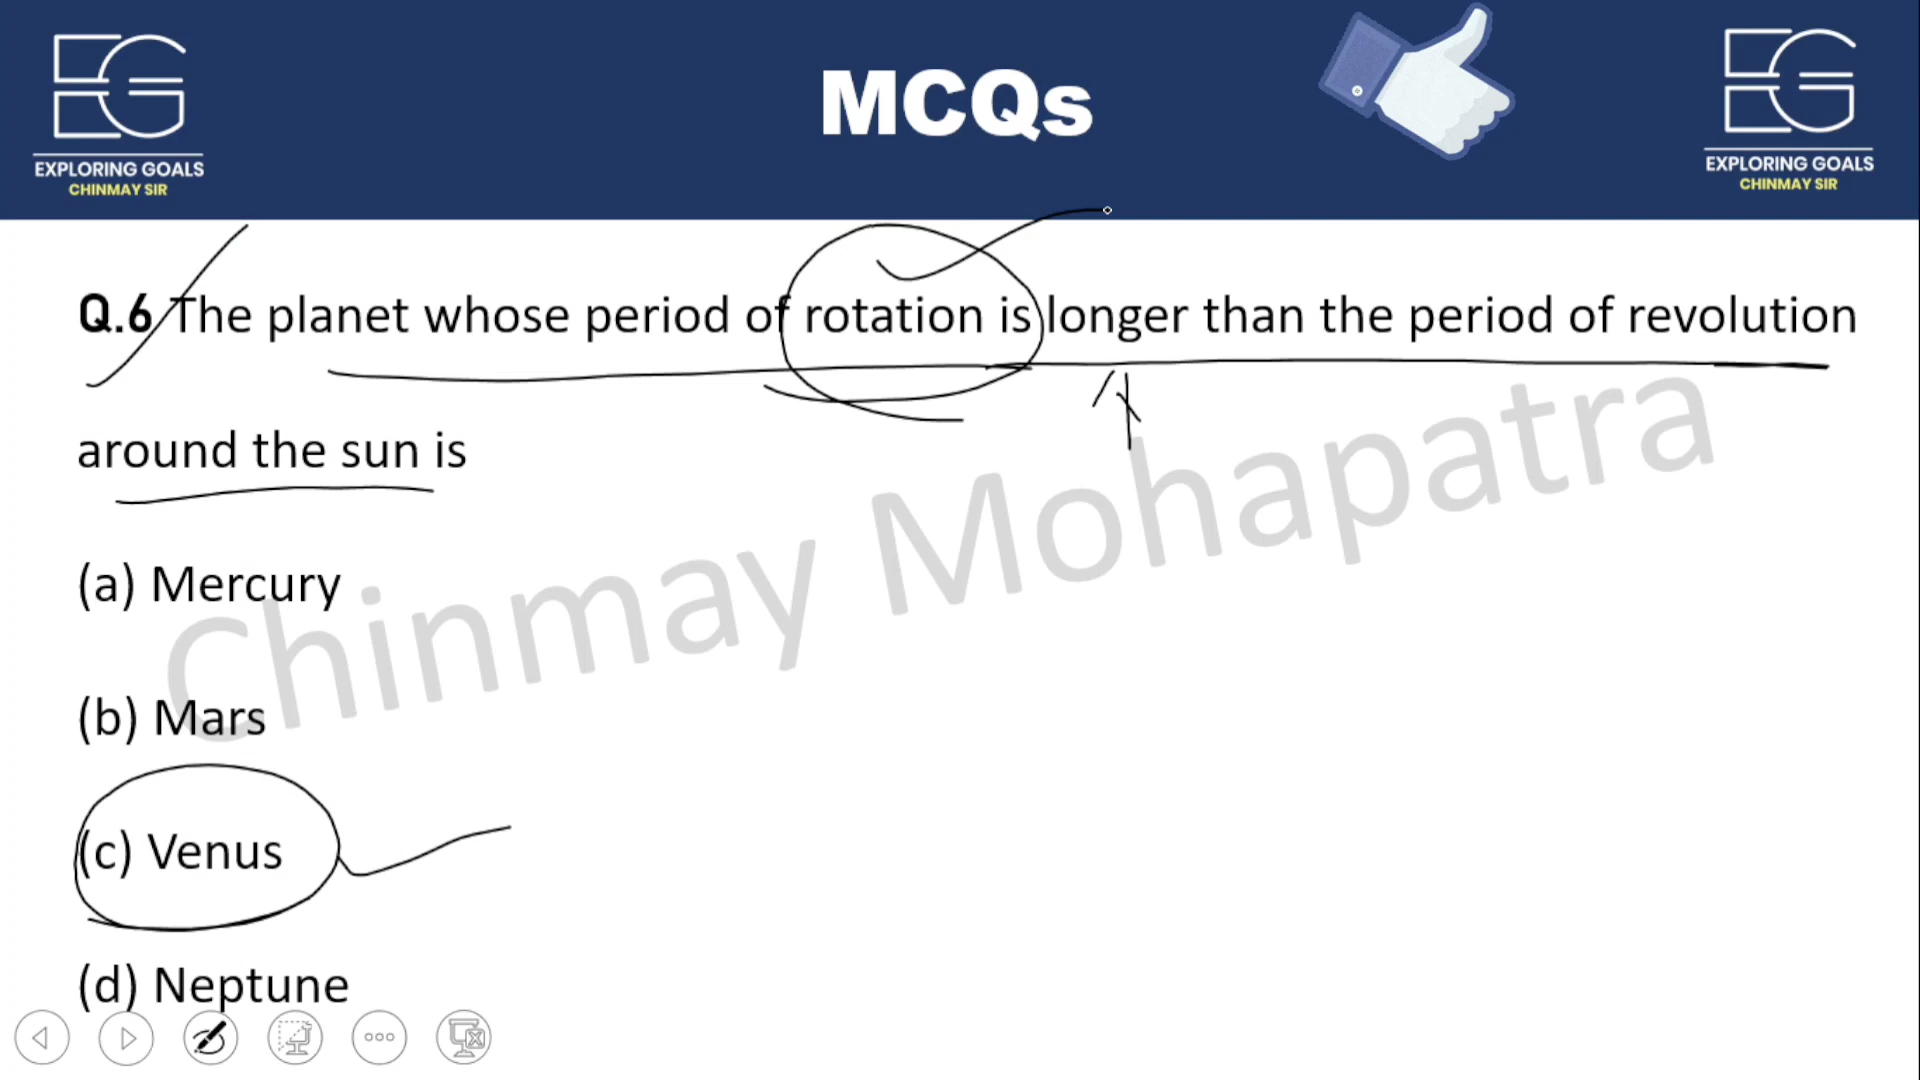 MCQs
EXPLORING GOALS
CHINMAY SIR
EXPLORING GOALS
CHINMAY SIR
Q.6 The planet whose period of rotation is longer than the period of revolution
around the sun is
(a) Mercury
(b) Mars
(c) Venus
(d) Neptune
Chinmay Mohapatra